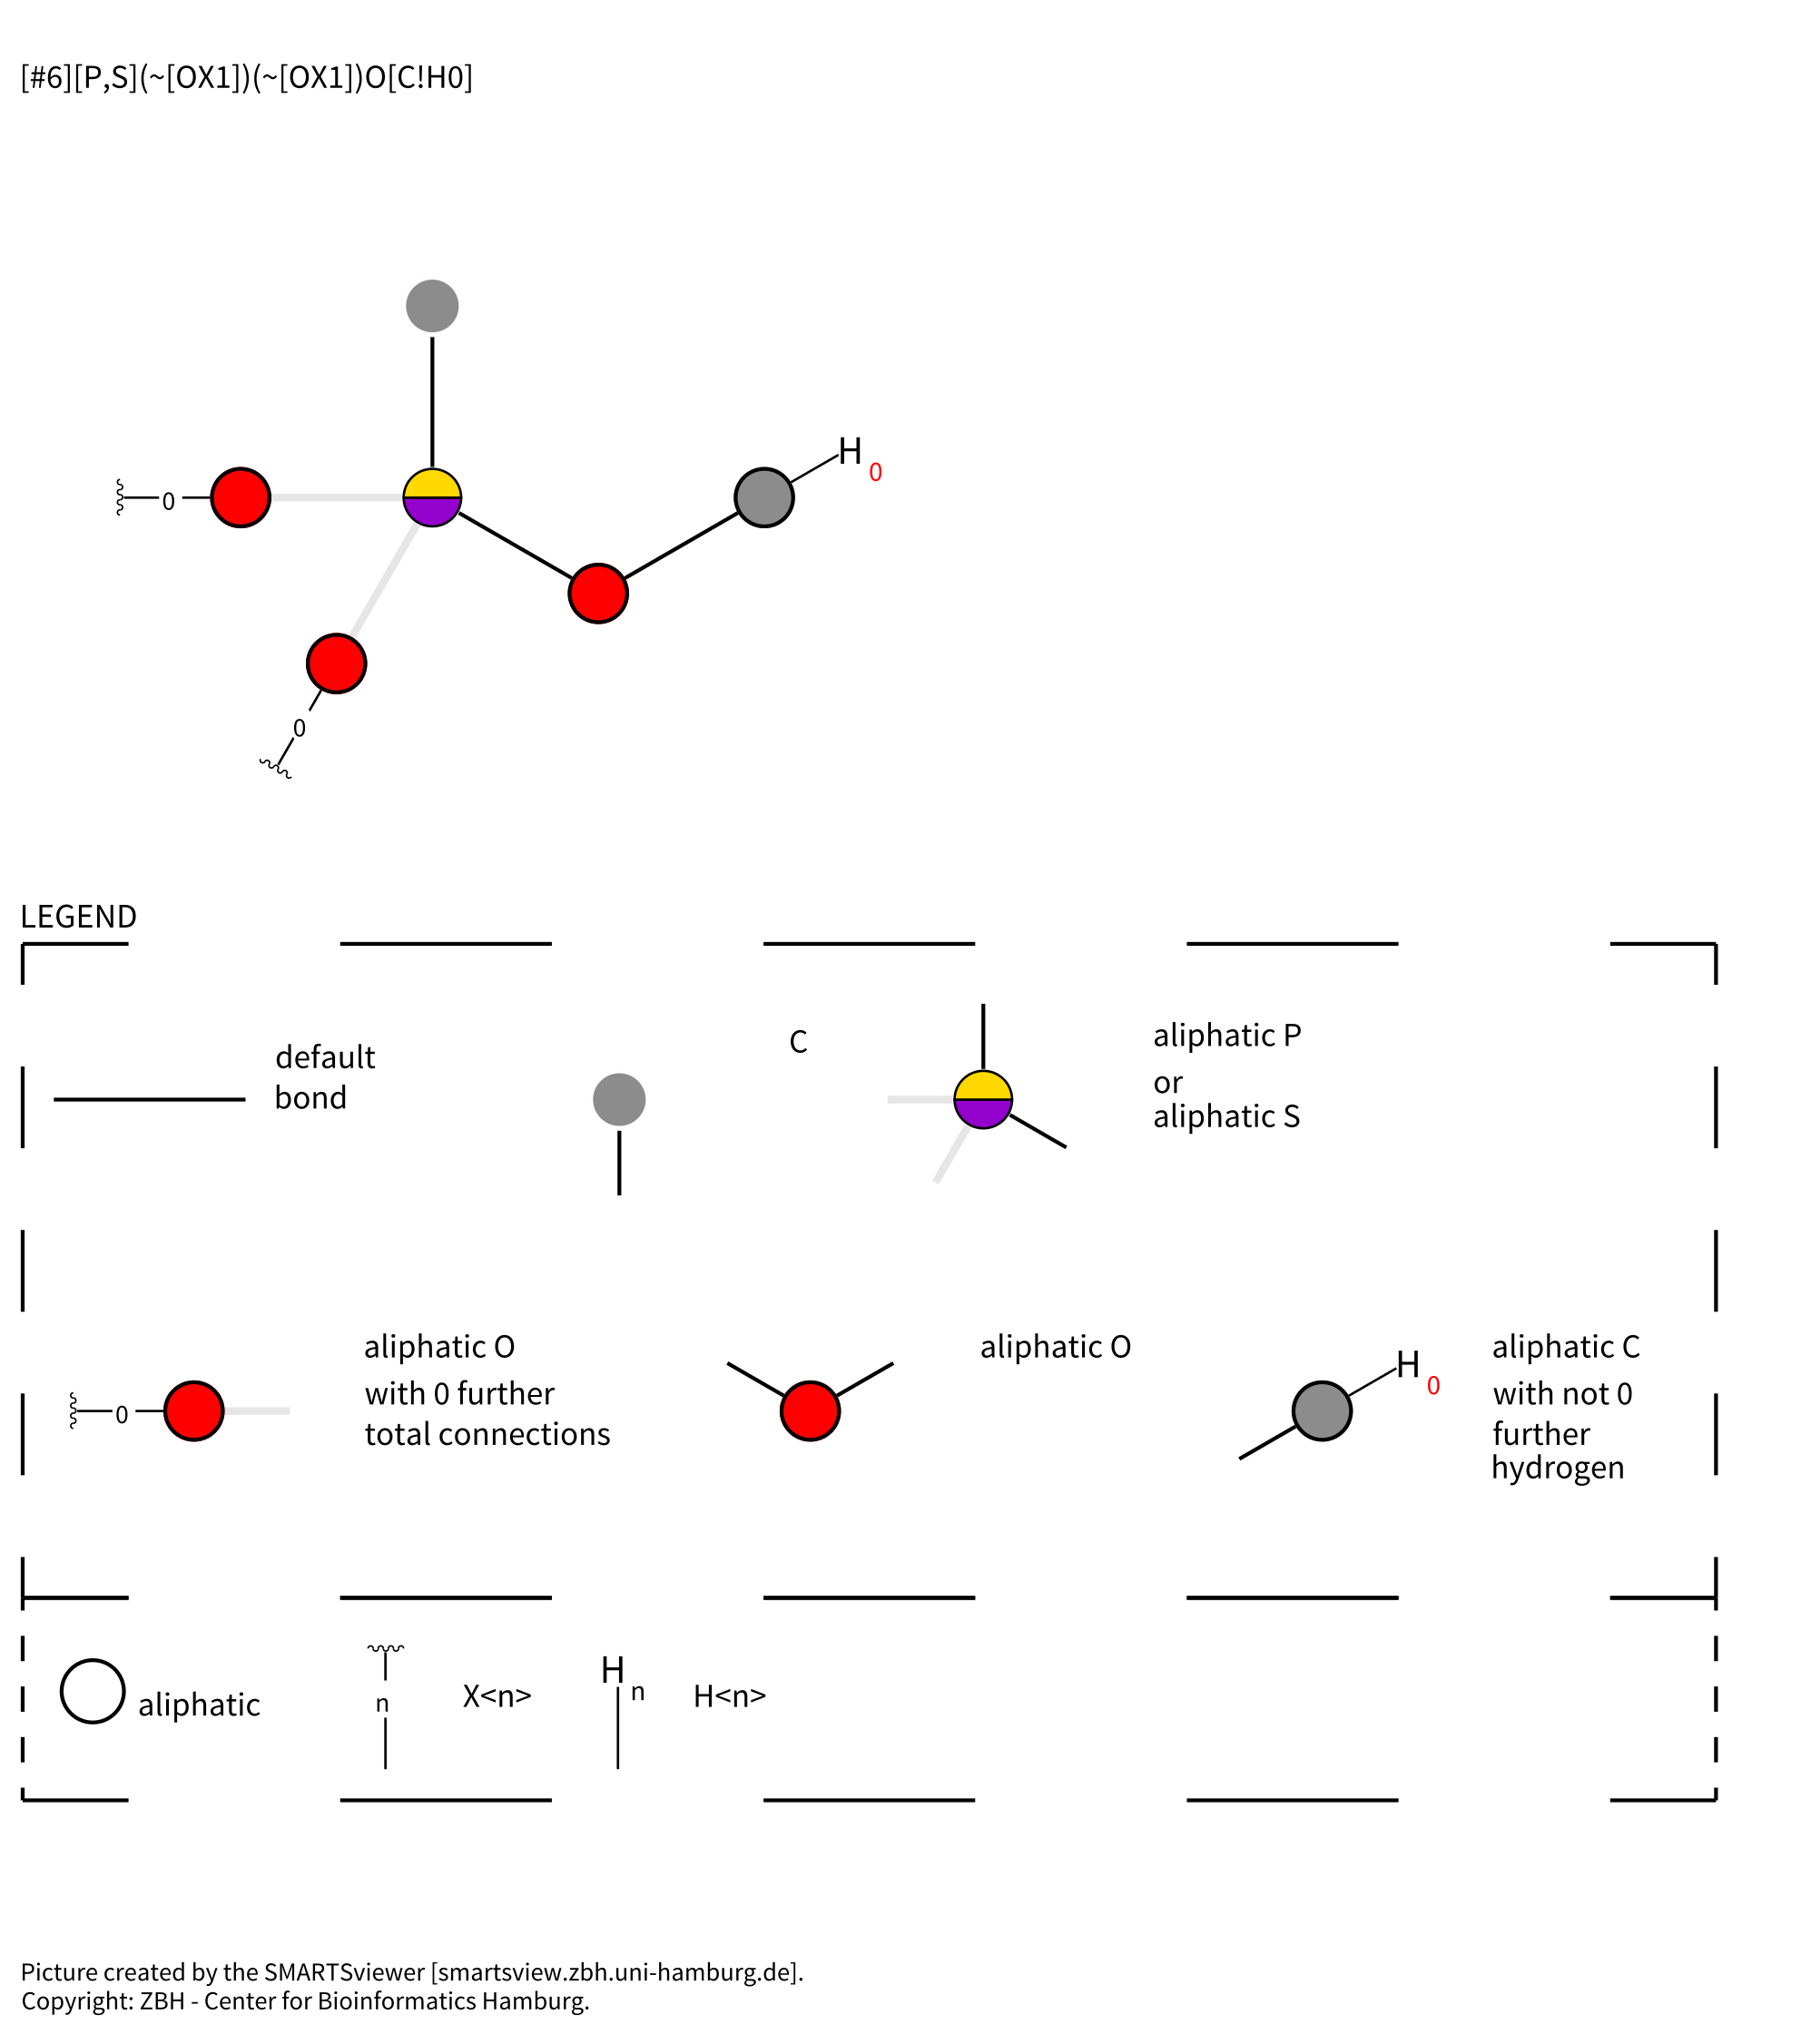 [#6][P,S](~[OX1])(~[OX1])O[C!H0]
H
0
0
0
LEGEND
default
bond
C
aliphatic P
or
aliphatic S
0
aliphatic O
with 0 further
total connections
aliphatic O
H
0
aliphatic C
with not 0
further
hydrogen
aliphatic
n
X<n>
H
n
H<n>
Picture created by the SMARTSviewer [smartsview.zbh.uni-hamburg.de].
Copyright: ZBH - Center for Bioinformatics Hamburg.